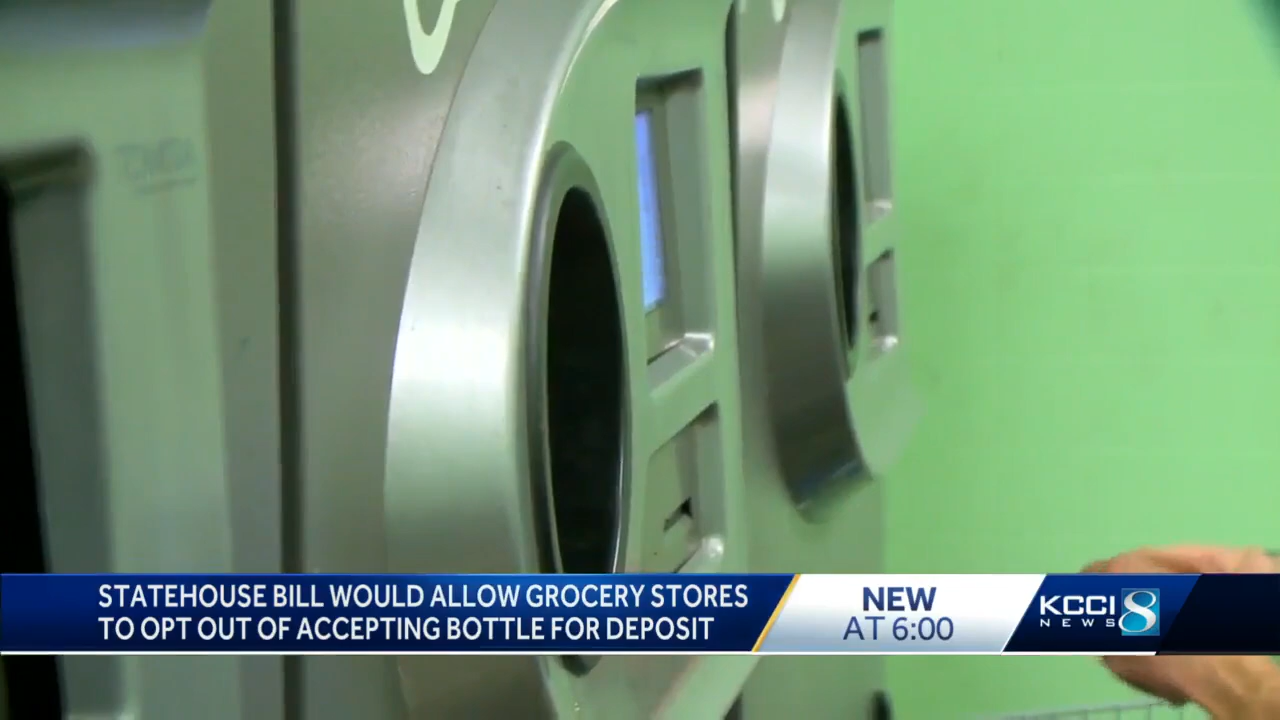 STATEHOUSE BILL WOULD ALLOW GROCERY STORES
TO OPT OUT OF ACCEPTING BOTTLE FOR DEPOSIT
NEW
AT 6:00
KCCI 8
NEWS